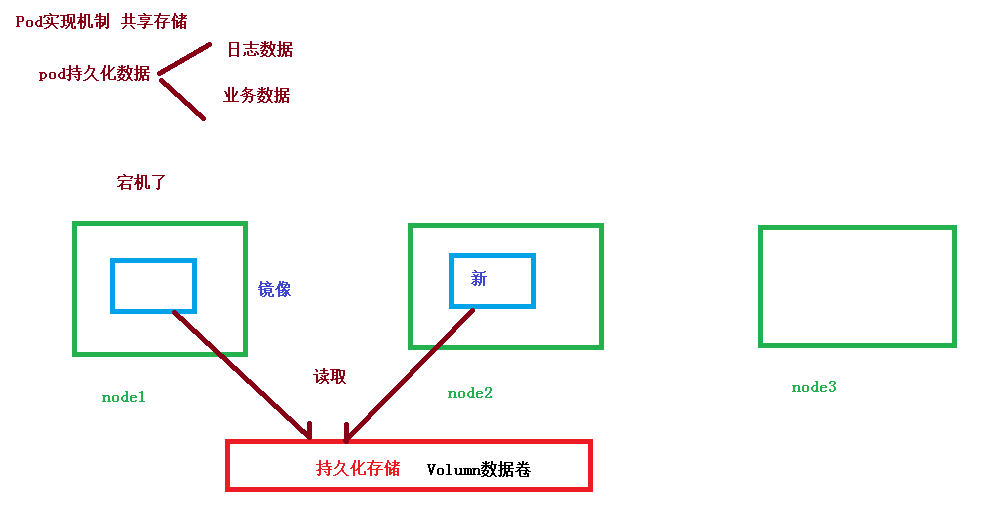 Pod实现机制 共享存储
日志数据
pod持久化数据
业务数据
宕机了
新
镜像
读取
node1
node2
node3
持久化存储 Volumn数据卷